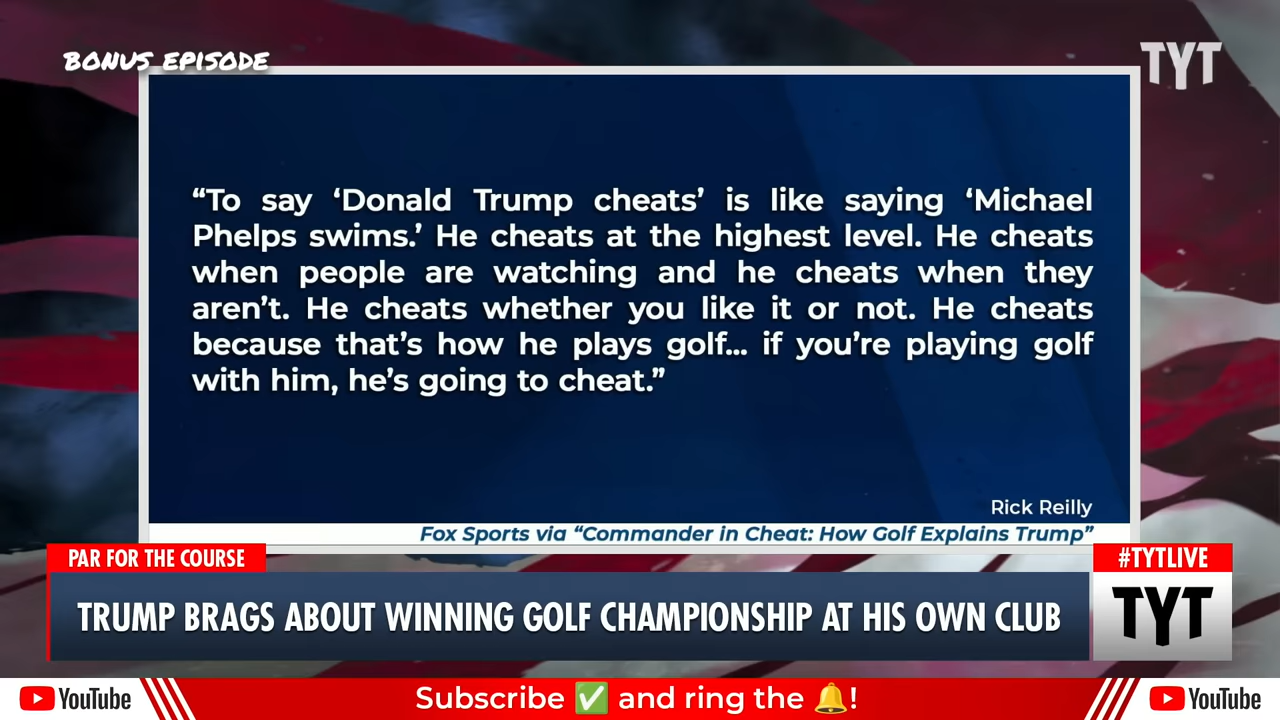 BONUS EPISODE
TYT
“To say ‘Donald Trump cheats’ is like saying ‘Michael
Phelps swims.’ He cheats at the highest level. He cheats
when people are watching and he cheats when they
aren’t. He cheats whether you like it or not. He cheats
because that’s how he plays golf... if you’re playing golf
with him, he’s going to cheat.”
Rick Reilly
Fox Sports via “Commander in Cheat: How Golf Explains Trump”
PAR FOR THE COURSE
#TYTLIVE
TRUMP BRAGS ABOUT WINNING GOLF CHAMPIONSHIP AT HIS OWN CLUB
TYT
YouTube
Subscribe ✅ and ring the 🔔!
YouTube